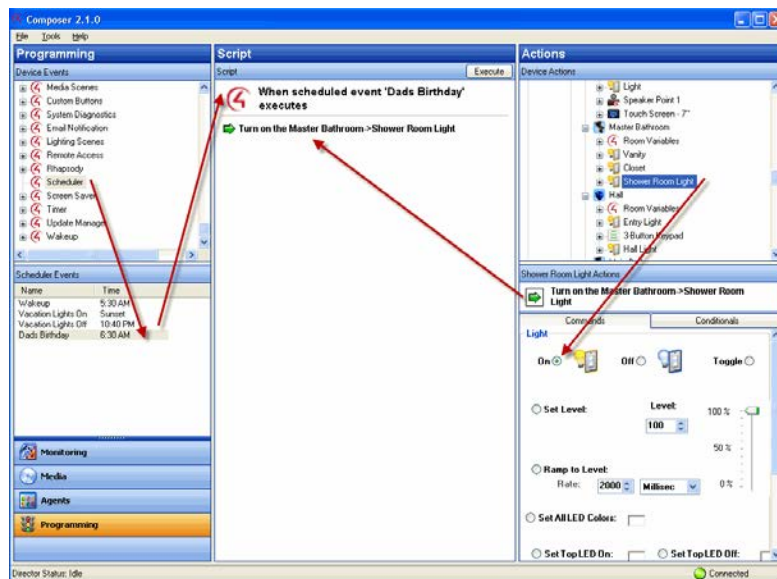 Composer 2.1.0
File Tools Help
Programming
Device Events
Media Scenes
Custom Buttons
System Diagnostics
Email Notification
Lighting Scenes
Remote Access
Rhapsody
Scheduler
Screen Saver
Timer
Update Manager
Wakeup
Scheduler Events
Name Time
Wakeup 5:30 AM
Vacation Lights On Sunset
Vacation Lights Off 10:40 PM
Dads Birthday 6:30 AM
Monitoring
Media
Agents
Programming
Script
Script Execute
When scheduled event 'Dads Birthday'
executes
Turn on the Master Bathroom->Shower Room Light
Actions
Device Actions
Light
Speaker Point 1
Touch Screen - 7"
Master Bathroom
Room Variables
Vanity
Closet
Shower Room Light
Hall
Room Variables
Entry Light
3-Button Keypad
Hall Light
Shower Room Light Actions
Turn on the Master Bathroom->Shower Room
Light
Commands Conditionals
Light
On Off Toggle
Set Level: Level: 100 %
100
50 %
Ramp to Level:
Rate: 2000 Millisec 0 %
Set All LED Colors:
Set Top LED On: Set Top LED Off:
Director Status: Idle Connected